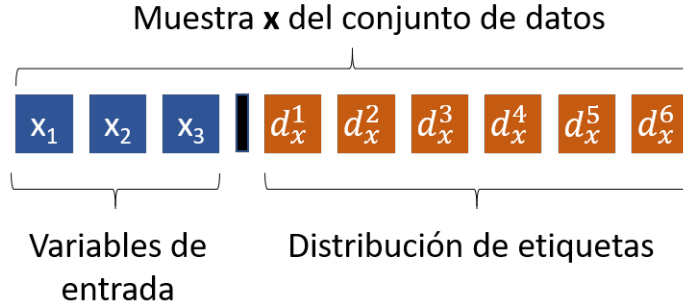 Muestra x del conjunto de datos
x₁ x₂ x₃ d¹ₓ d²ₓ d³ₓ d⁴ₓ d⁵ₓ d⁶ₓ
Variables de
entrada
Distribución de etiquetas